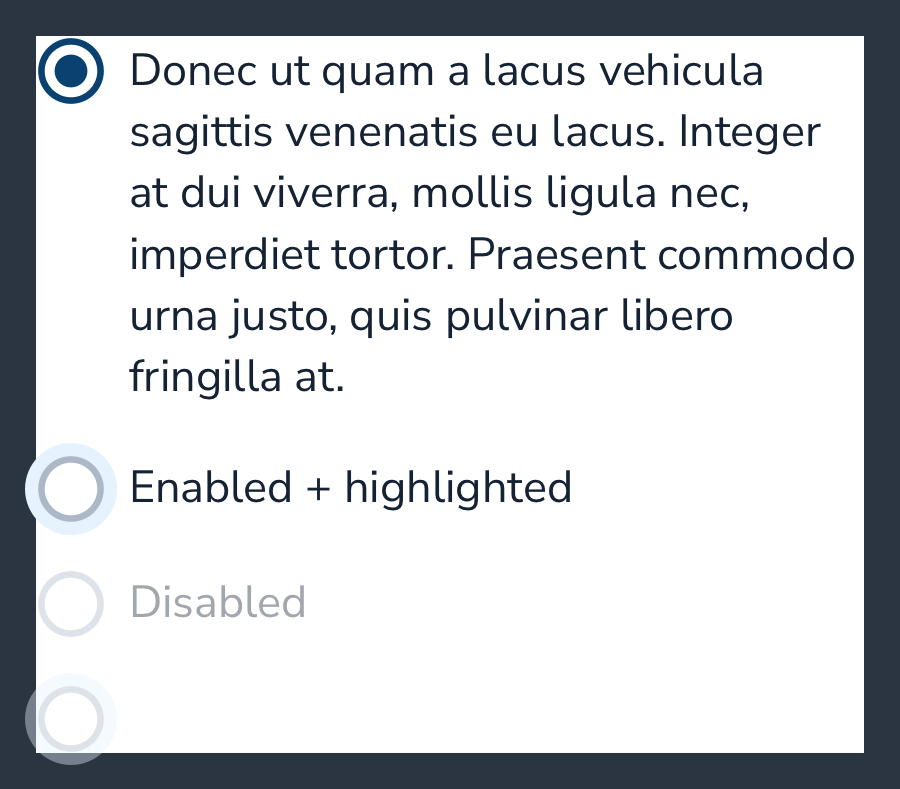 Donec ut quam a lacus vehicula
sagittis venenatis eu lacus. Integer
at dui viverra, mollis ligula nec,
imperdiet tortor. Praesent commodo
urna justo, quis pulvinar libero
fringilla at.
Enabled + highlighted
Disabled